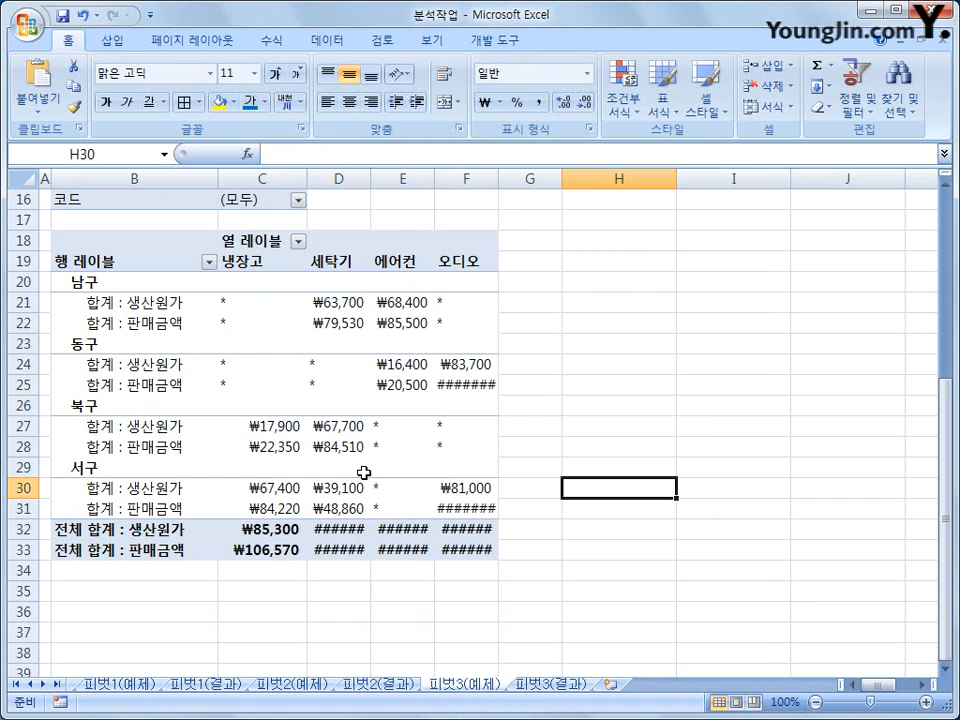 분석작업 - Microsoft Excel
YoungJin.com Y.
홈 삽입 페이지 레이아웃 수식 데이터 검토 보기 개발 도구
붙여넣기
맑은 고딕 11
가 가 가 가 가 가 내천
일반
₩ % ,
조건부 서식
표 서식
셀 스타일
삽입
삭제
서식
Σ
정렬 및 필터
찾기 및 선택
클립보드 글꼴 맞춤 표시 형식 스타일 셀 편집
H30 fx
A B C D E F G H I J
16 코드 (모두)
17
18 열 레이블
19 행 레이블 냉장고 세탁기 에어컨 오디오
20 남구
21 합계 : 생산원가 * ₩63,700 ₩68,400 *
22 합계 : 판매금액 * ₩79,530 ₩85,500 *
23 동구
24 합계 : 생산원가 * * ₩16,400 ₩83,700
25 합계 : 판매금액 * * ₩20,500 #######
26 북구
27 합계 : 생산원가 ₩17,900 ₩67,700 * *
28 합계 : 판매금액 ₩22,350 ₩84,510 * *
29 서구
30 합계 : 생산원가 ₩67,400 ₩39,100 * ₩81,000
31 합계 : 판매금액 ₩84,220 ₩48,860 * #######
32 전체 합계 : 생산원가 ₩85,300 ###### ###### ######
33 전체 합계 : 판매금액 ₩106,570 ###### ###### ######
34
35
36
37
38
39
피벗1(예제) 피벗1(결과) 피벗2(예제) 피벗2(결과) 피벗3(예제) 피벗3(결과)
준비 100%